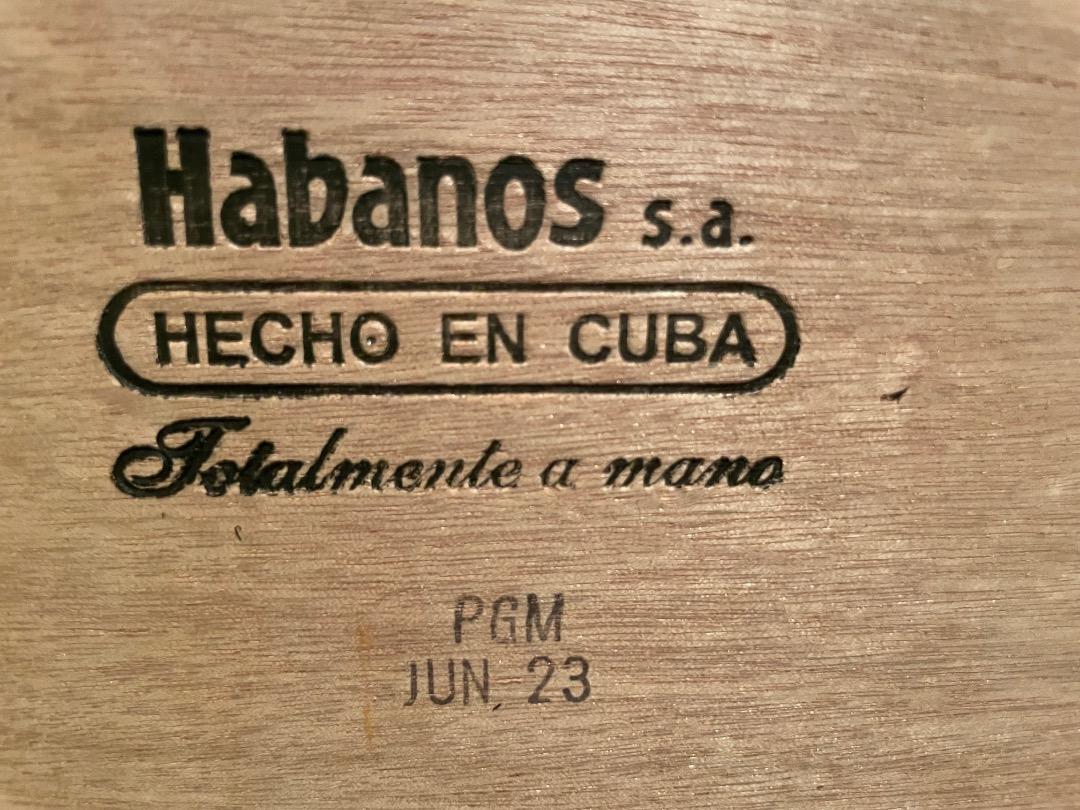 Habanos s.a.
HECHO EN CUBA
Totalmente a mano
PGM
JUN. 23